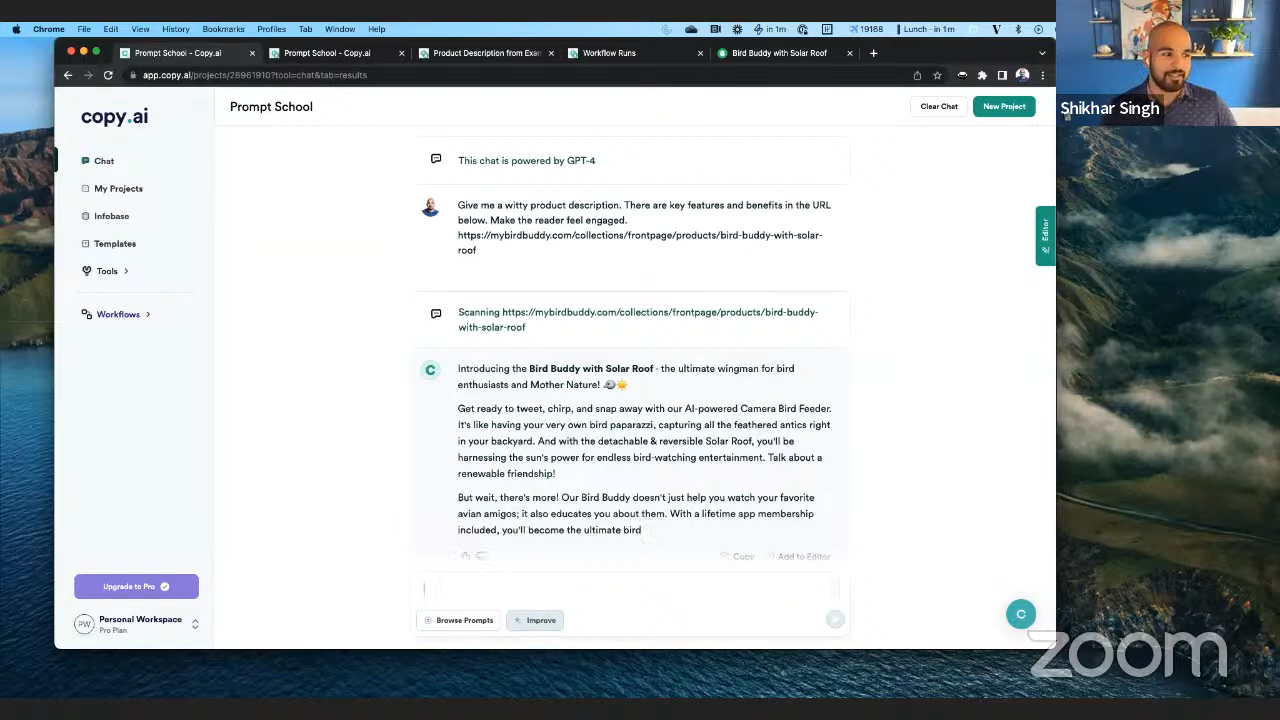 Chrome File Edit View History Bookmarks Profiles Tab Window Help
in 1m 19168 Lunch - in 1m
Prompt School - Copy.ai Prompt School - Copy.ai Product Description from Exam Workflow Runs Bird Buddy with Solar Roof
app.copy.ai/projects/28961910?tool=chat&tab=results
copy.ai
Prompt School
Clear Chat
New Project
Shikhar Singh
Chat
My Projects
Infobase
Templates
Tools
Workflows
This chat is powered by GPT-4
Give me a witty product description. There are key features and benefits in the URL
below. Make the reader feel engaged.
https://mybirdbuddy.com/collections/frontpage/products/bird-buddy-with-solar-
roof
Editor
Scanning https://mybirdbuddy.com/collections/frontpage/products/bird-buddy-
with-solar-roof
Introducing the Bird Buddy with Solar Roof - the ultimate wingman for bird
enthusiasts and Mother Nature!
Get ready to tweet, chirp, and snap away with our AI-powered Camera Bird Feeder.
It's like having your very own bird paparazzi, capturing all the feathered antics right
in your backyard. And with the detachable & reversible Solar Roof, you'll be
harnessing the sun's power for endless bird-watching entertainment. Talk about a
renewable friendship!
But wait, there's more! Our Bird Buddy doesn't just help you watch your favorite
avian amigos; it also educates you about them. With a lifetime app membership
included, you'll become the ultimate bird
Copy
Add to Editor
Browse Prompts
Improve
Upgrade to Pro
PW
Personal Workspace
Pro Plan
C
C
zoom